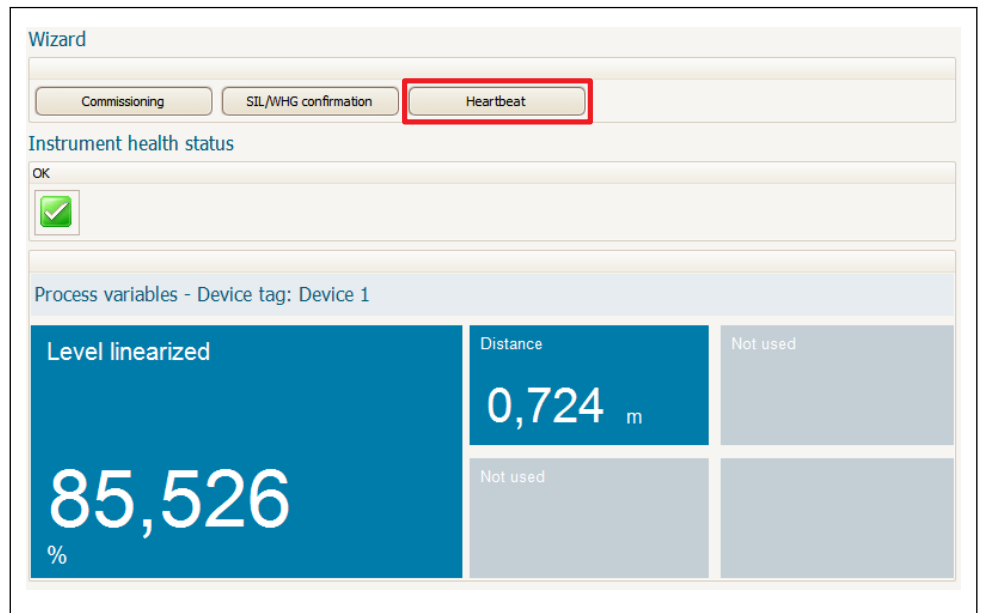 Wizard
Commissioning
SIL/WHG confirmation
Heartbeat
Instrument health status
OK
Process variables - Device tag: Device 1
Level linearized
85,526
%
Distance
0,724 m
Not used
Not used